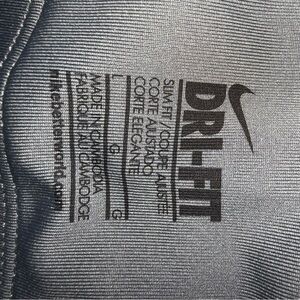 DRI-FIT
SLIM FIT / COUPE AJUSTÉE
CORTE AJUSTADO
CORTE ELEGANTE
L G G
MADE IN CAMBODIA
FABRIQUÉ AU CAMBODGE
nikebetterworld.com